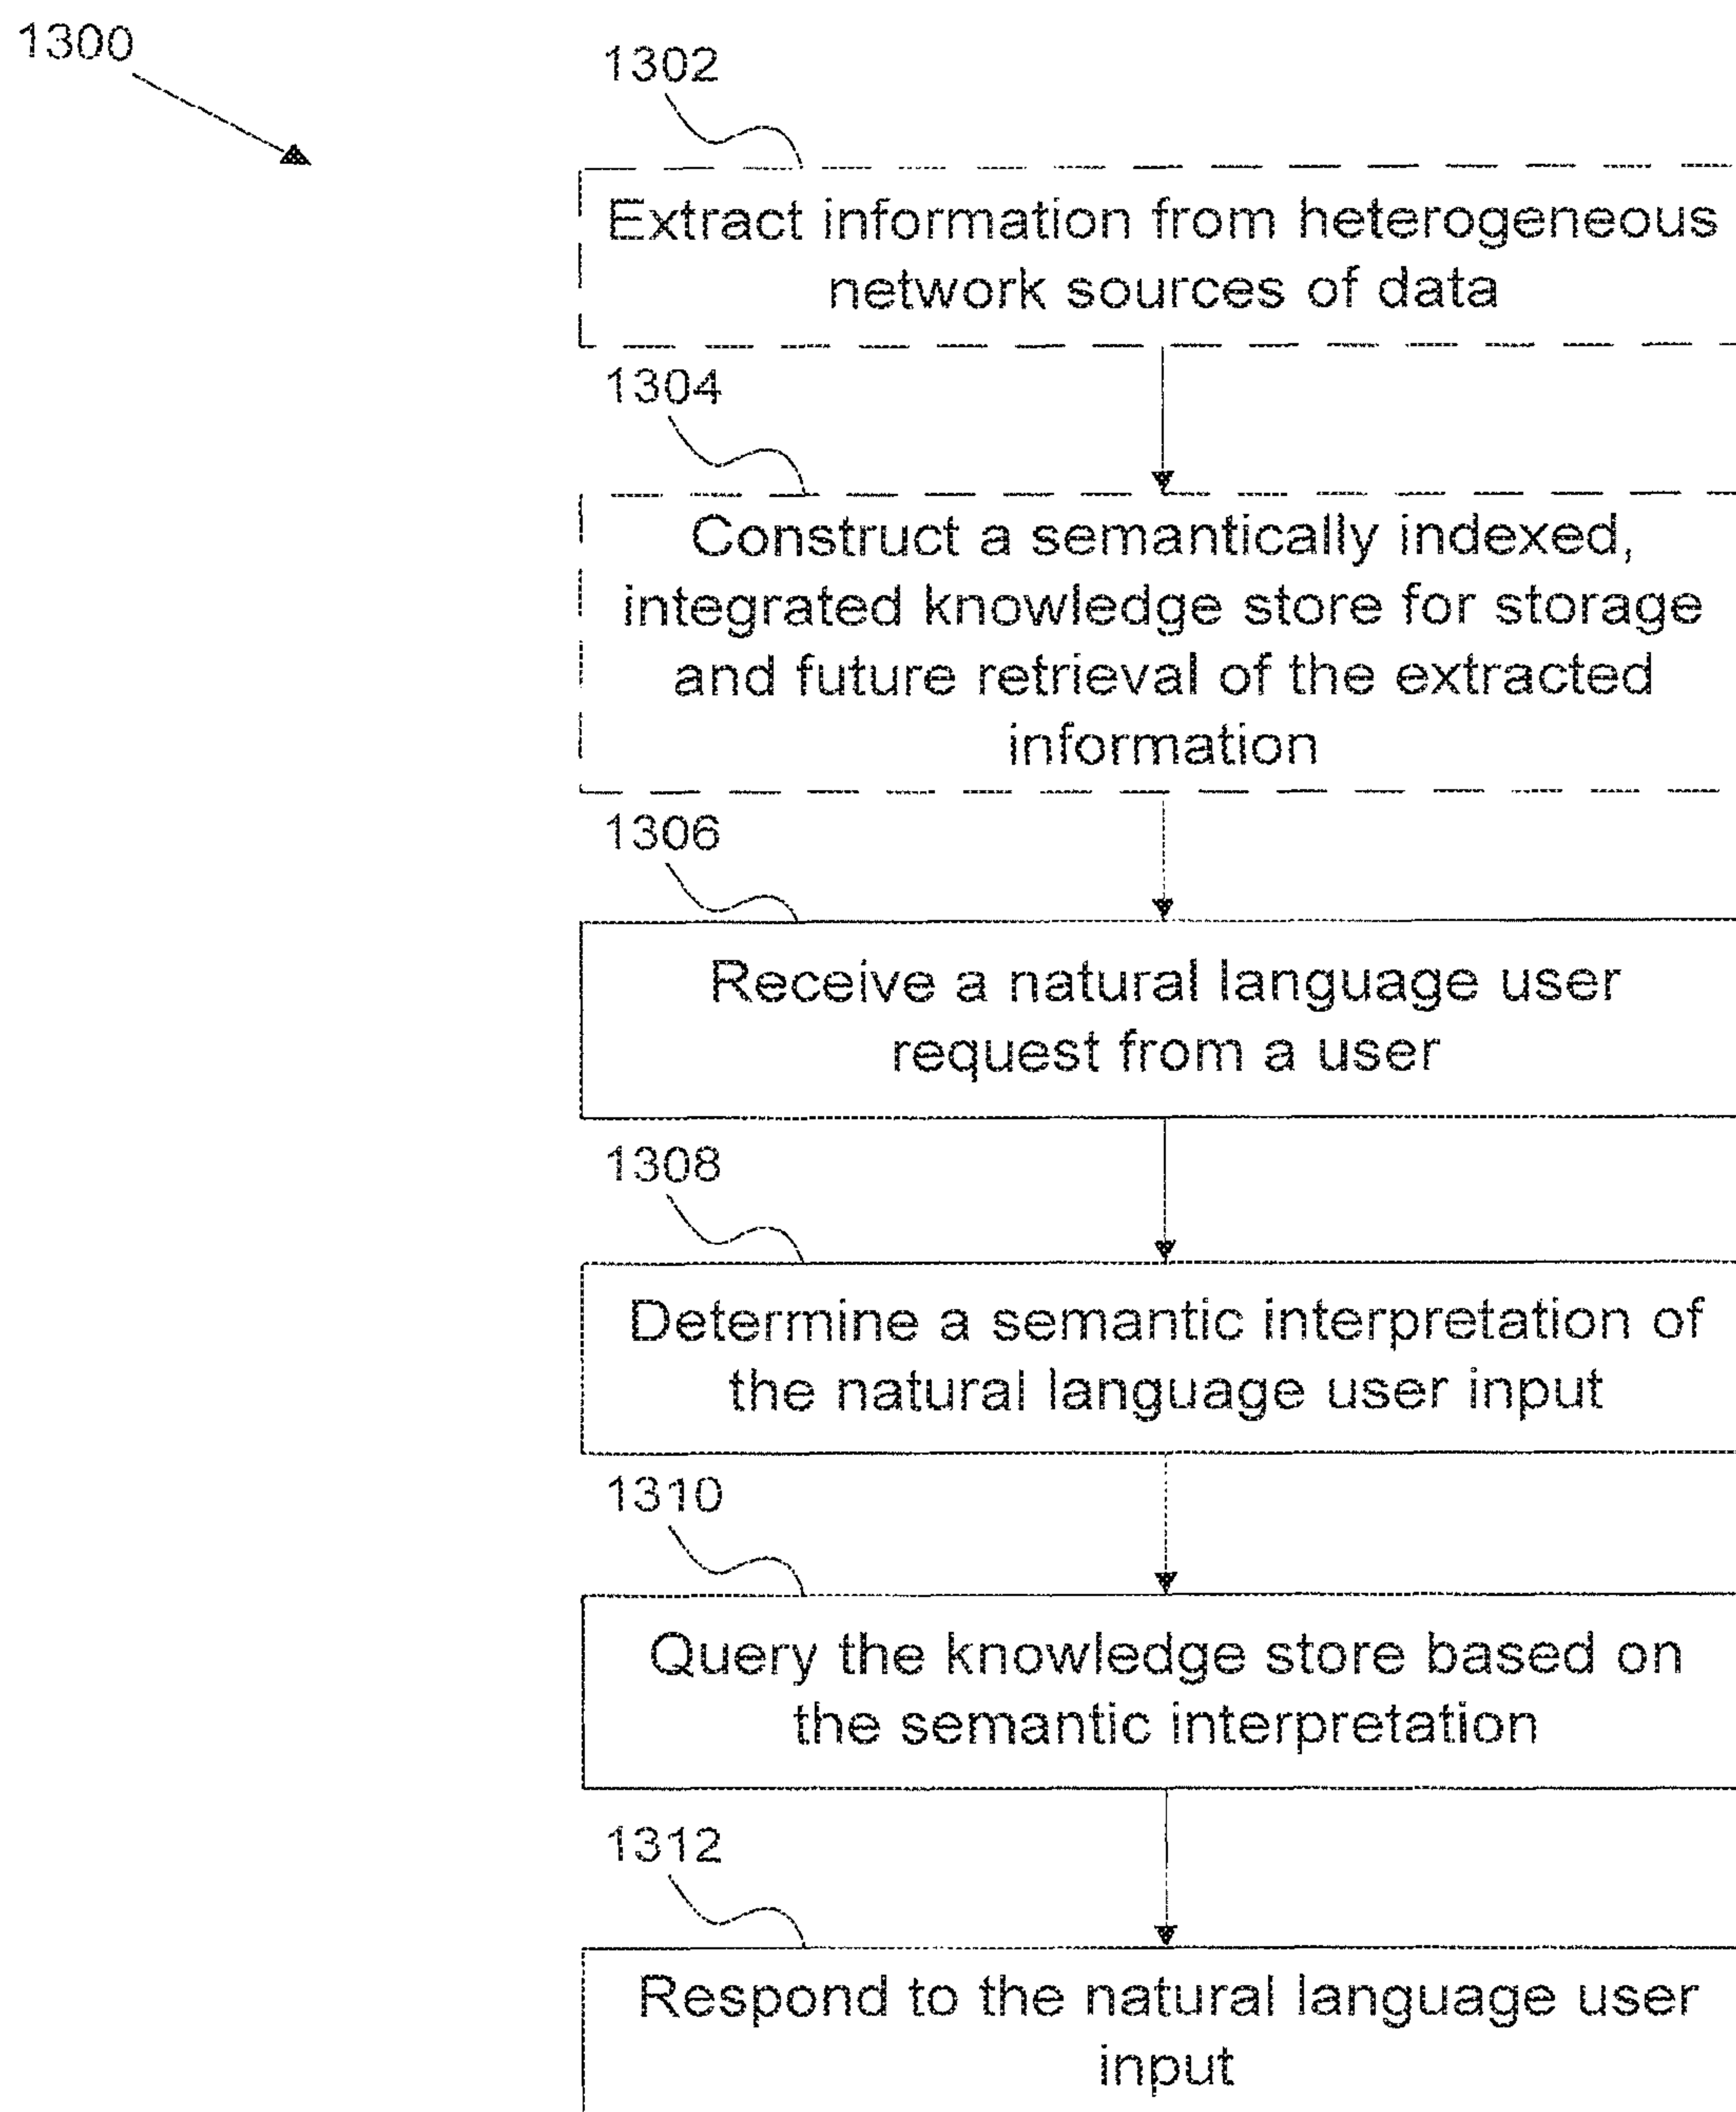 1300
1302
Extract information from heterogeneous
network sources of data
1304
Construct a semantically indexed,
integrated knowledge store for storage
and future retrieval of the extracted
information
1306
Receive a natural language user
request from a user
1308
Determine a semantic interpretation of
the natural language user input
1310
Query the knowledge store based on
the semantic interpretation
1312
Respond to the natural language user
input